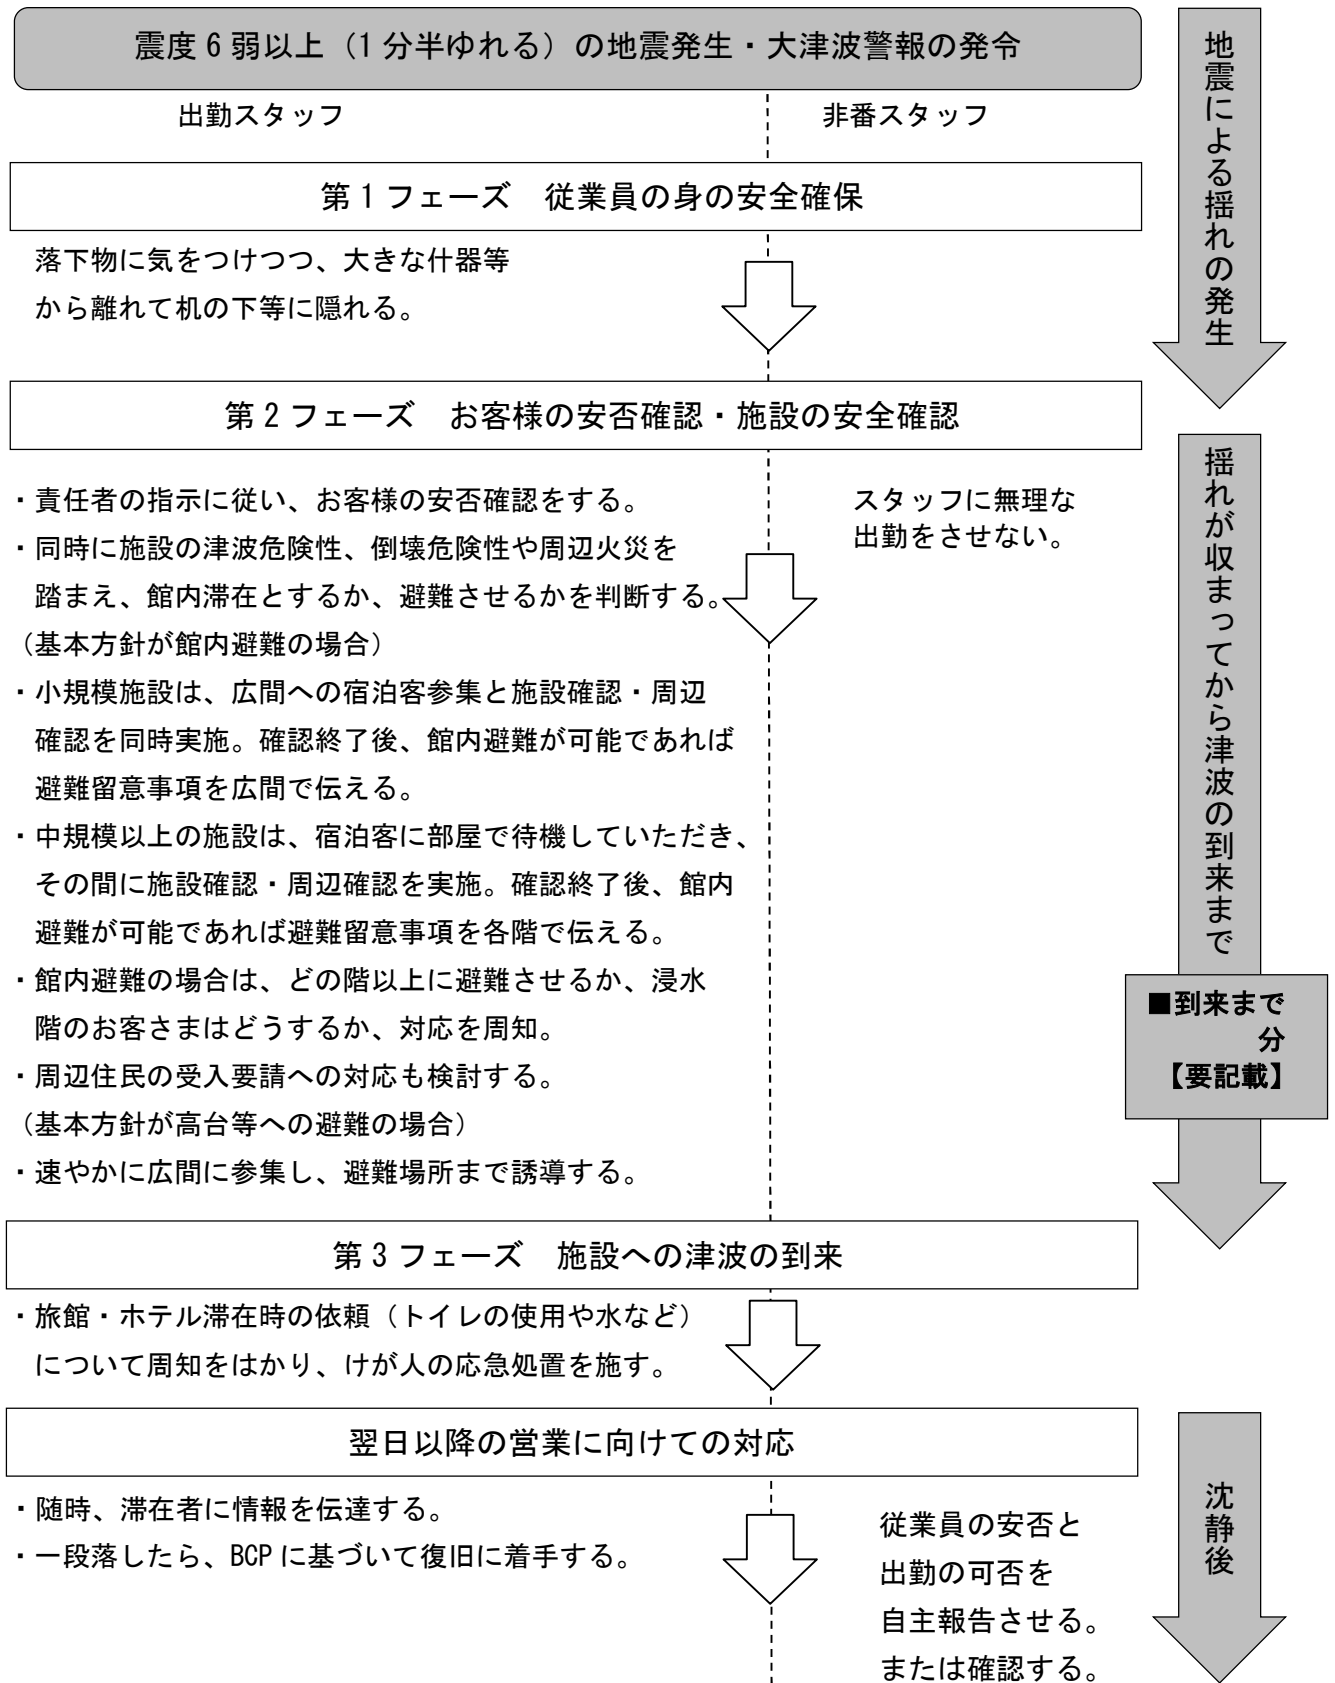 震度6弱以上（1分半ゆれる）の地震発生・大津波警報の発令
出勤スタッフ
非番スタッフ
第1フェーズ　従業員の身の安全確保
落下物に気をつけつつ、大きな什器等
から離れて机の下等に隠れる。
地震による揺れの発生
第2フェーズ　お客様の安否確認・施設の安全確認
・責任者の指示に従い、お客様の安否確認をする。
・同時に施設の津波危険性、倒壊危険性や周辺火災を
踏まえ、館内滞在とするか、避難させるかを判断する。
（基本方針が館内避難の場合）
・小規模施設は、広間への宿泊客参集と施設確認・周辺
確認を同時実施。確認終了後、館内避難が可能であれば
避難留意事項を広間で伝える。
・中規模以上の施設は、宿泊客に部屋で待機していただき、
その間に施設確認・周辺確認を実施。確認終了後、館内
避難が可能であれば避難留意事項を各階で伝える。
・館内避難の場合は、どの階以上に避難させるか、浸水
階のお客さまはどうするか、対応を周知。
・周辺住民の受入要請への対応も検討する。
（基本方針が高台等への避難の場合）
・速やかに広間に参集し、避難場所まで誘導する。
スタッフに無理な
出勤をさせない。
揺れが収まってから津波の到来まで
■到来まで
分
【要記載】
第3フェーズ　施設への津波の到来
・旅館・ホテル滞在時の依頼（トイレの使用や水など）
について周知をはかり、けが人の応急処置を施す。
翌日以降の営業に向けての対応
・随時、滞在者に情報を伝達する。
・一段落したら、BCPに基づいて復旧に着手する。
従業員の安否と
出勤の可否を
自主報告させる。
または確認する。
沈静後